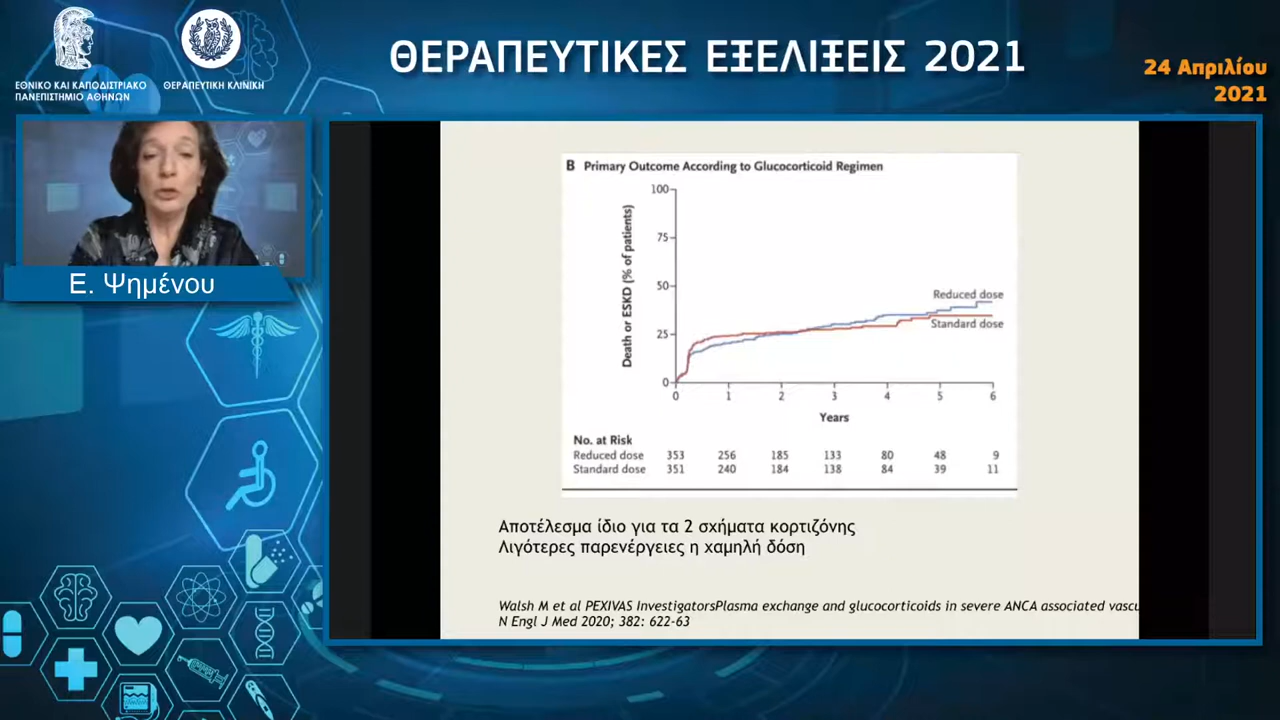 ΕΘΝΙΚΟ ΚΑΙ ΚΑΠΟΔΙΣΤΡΙΑΚΟ
ΠΑΝΕΠΙΣΤΗΜΙΟ ΑΘΗΝΩΝ
ΘΕΡΑΠΕΥΤΙΚΗ ΚΛΙΝΙΚΗ
ΘΕΡΑΠΕΥΤΙΚΕΣ ΕΞΕΛΙΞΕΙΣ 2021
24 Απριλίου
2021
Ε. Ψημένου
B Primary Outcome According to Glucocorticoid Regimen
Death or ESKD (% of patients)
100
75
50
25
0
Reduced dose
Standard dose
0 1 2 3 4 5 6
Years
No. at Risk
Reduced dose 353 256 185 133 80 48 9
Standard dose 351 240 184 138 84 39 11
Αποτέλεσμα ίδιο για τα 2 σχήματα κορτιζόνης
Λιγότερες παρενέργειες η χαμηλή δόση
Walsh M et al PEXIVAS InvestigatorsPlasma exchange and glucocorticoids in severe ANCA associated vascu
N Engl J Med 2020; 382: 622-63